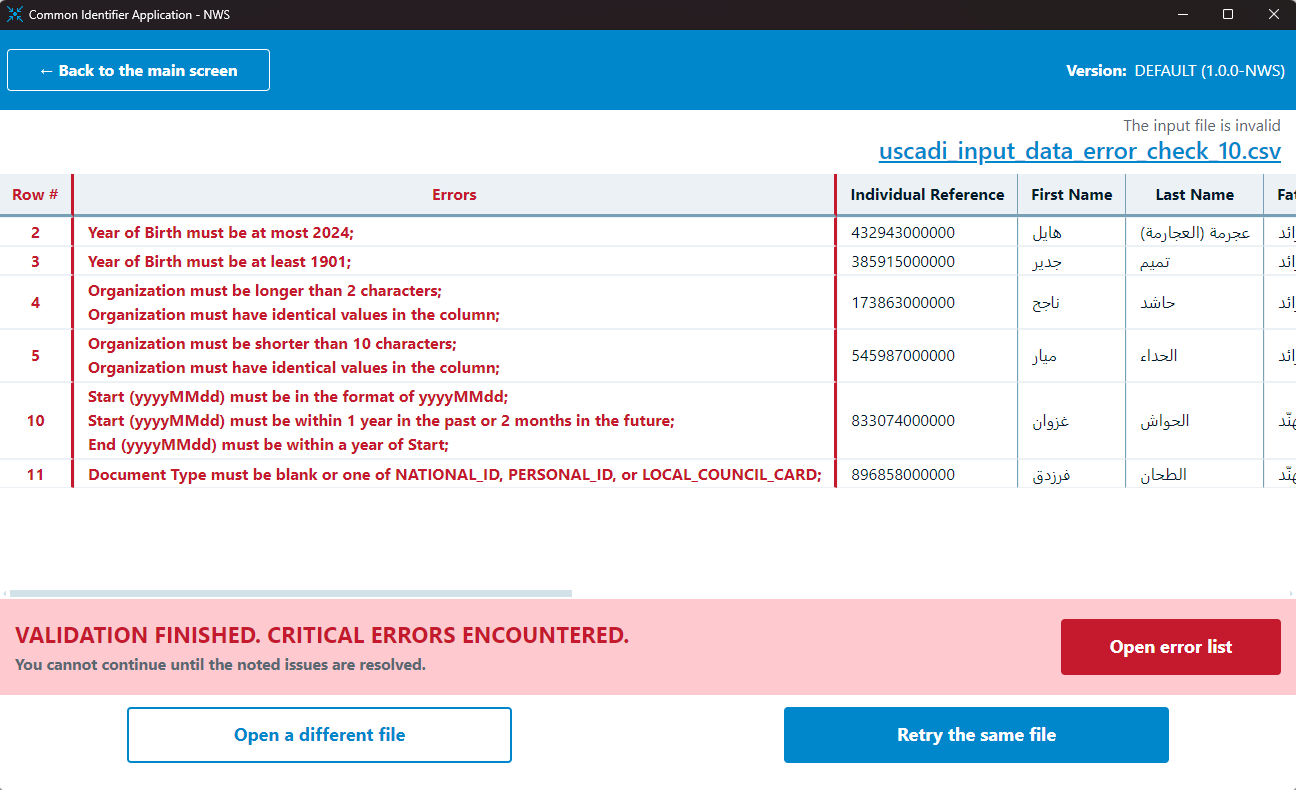 Common Identifier Application - NWS
← Back to the main screen
Version: DEFAULT (1.0.0-NWS)
The input file is invalid
uscadi_input_data_error_check_10.csv
Row # Errors Individual Reference First Name Last Name
2 Year of Birth must be at most 2024; 432943000000 هايل عجرمة (العجارمة)
3 Year of Birth must be at least 1901; 385915000000 جدير تميم
4 Organization must be longer than 2 characters;
Organization must have identical values in the column; 173863000000 ناجح حاشد
5 Organization must be shorter than 10 characters;
Organization must have identical values in the column; 545987000000 ميار الحداء
10 Start (yyyyMMdd) must be in the format of yyyyMMdd;
Start (yyyyMMdd) must be within 1 year in the past or 2 months in the future; 833074000000 غزوان الحواش
End (yyyyMMdd) must be within a year of Start;
11 Document Type must be blank or one of NATIONAL_ID, PERSONAL_ID, or LOCAL_COUNCIL_CARD; 896858000000 فرزدق الطحان
VALIDATION FINISHED. CRITICAL ERRORS ENCOUNTERED.
You cannot continue until the noted issues are resolved.
Open error list
Open a different file
Retry the same file